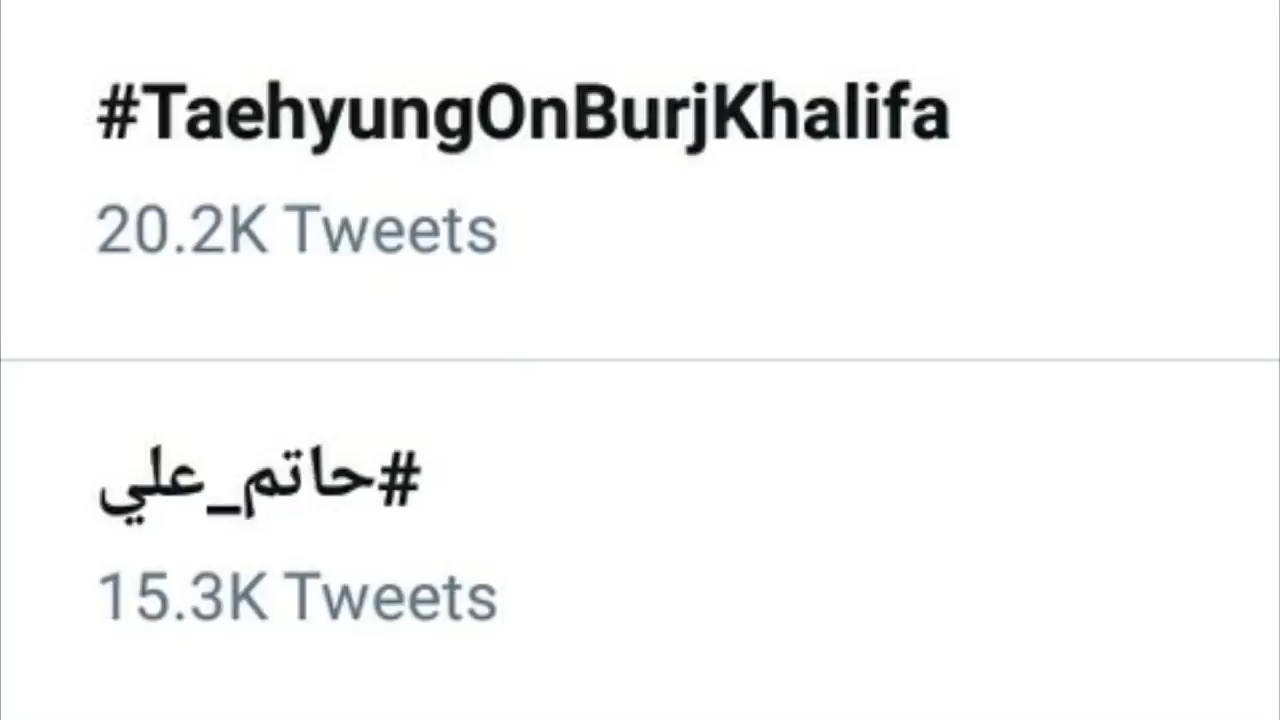 #TaehyungOnBurjKhalifa
20.2K Tweets
#حاتم_علي
15.3K Tweets